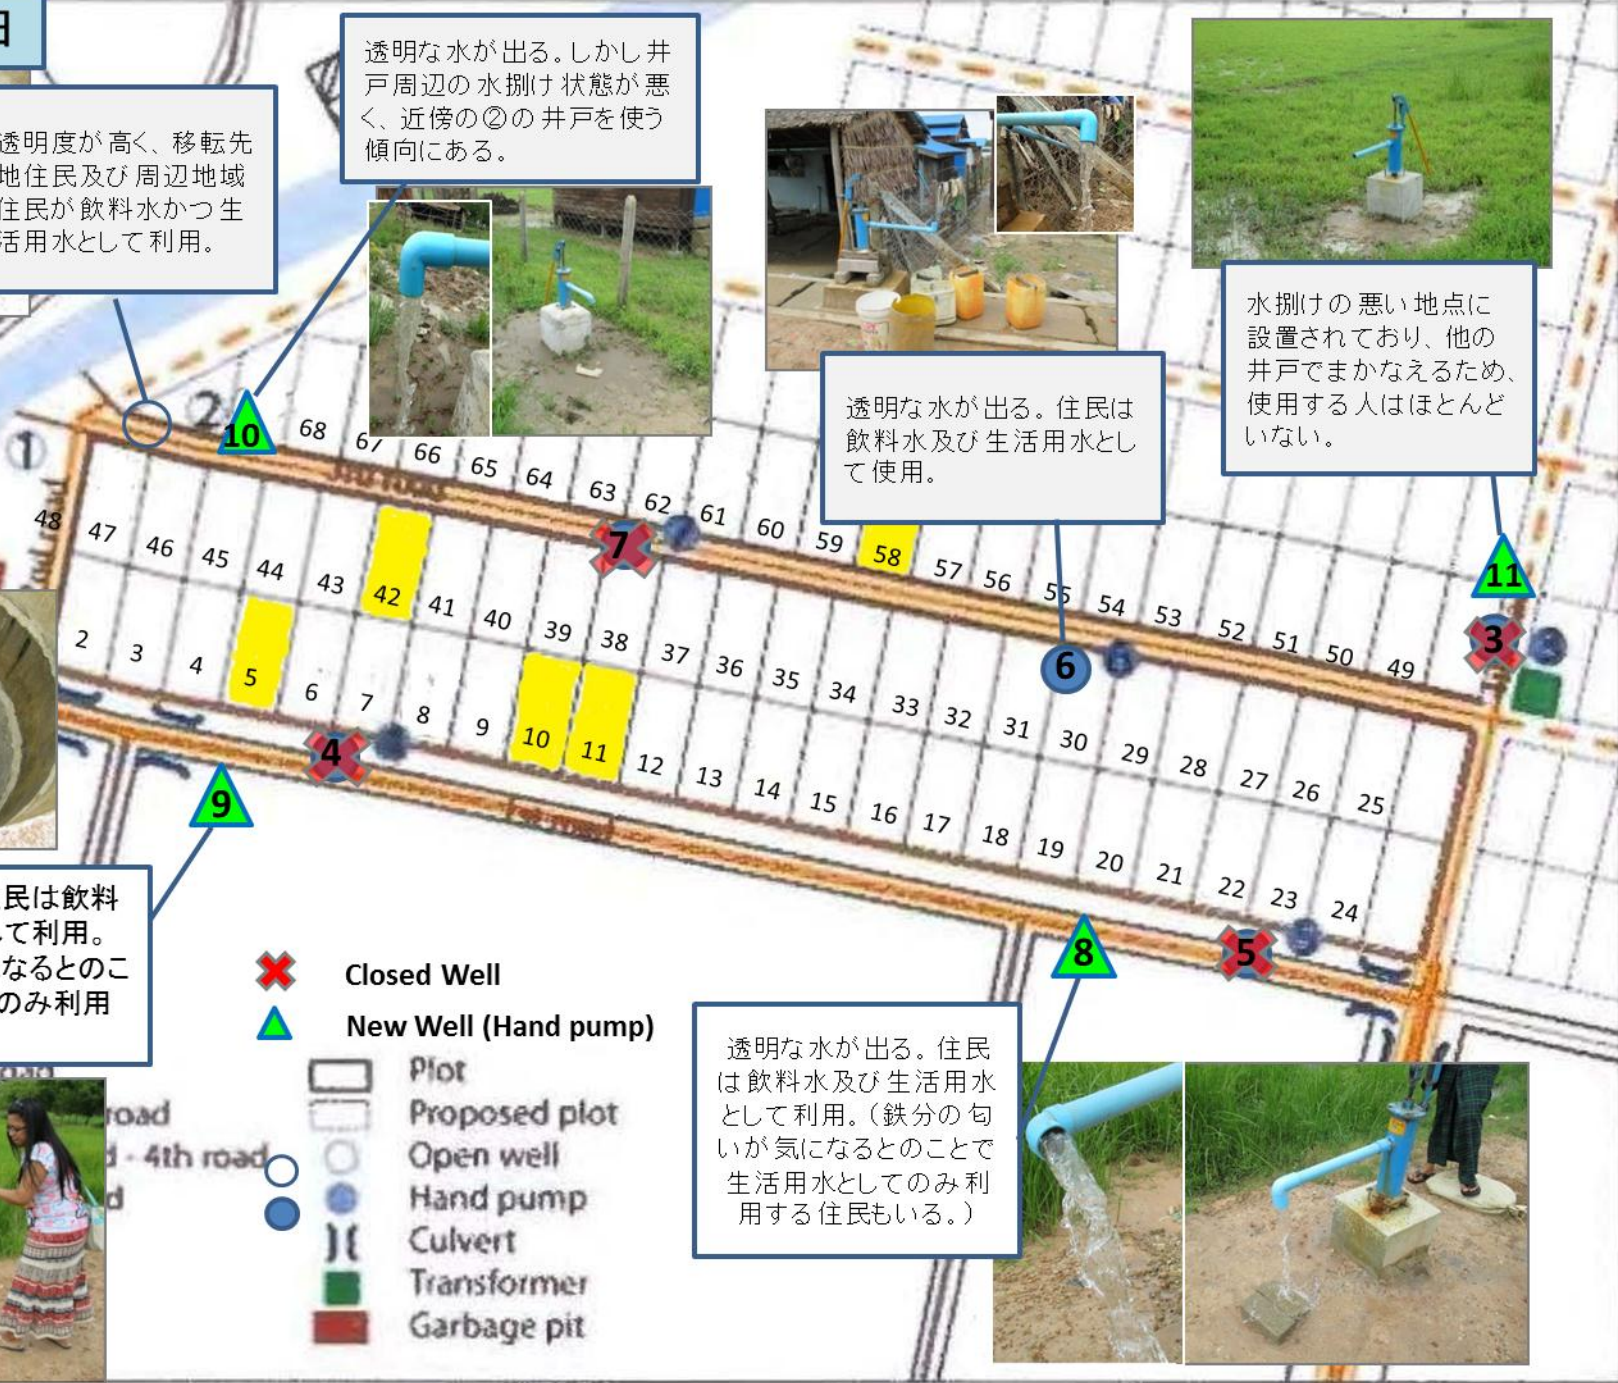 日
透明度が高く、移転先
地住民及び周辺地域
住民が飲料水かつ生
活用水として利用。
透明な水が出る。しかし井
戸周辺の水捌け状態が悪
く、近傍の②の井戸を使う
傾向にある。
透明な水が出る。住民は
飲料水及び生活用水とし
て使用。
水捌けの悪い地点に
設置されており、他の
井戸でまかなえるため、
使用する人はほとんど
いない。
①
2
10
68
67
66
65
64
63
62
61
60
59
58
57
56
55
54
53
52
51
50
49
7
6
11
3
48
47
46
45
44
43
42
41
40
39
38
37
36
35
34
33
32
31
30
29
28
27
26
25
2
3
4
5
6
7
8
9
10
11
12
13
14
15
16
17
18
19
20
21
22
23
24
4
9
8
5
民は飲料
て利用。
なるとのこ
のみ利用
透明な水が出る。住民
は飲料水及び生活用水
として利用。（鉄分の匂
いが気になるとのことで
生活用水としてのみ利
用する住民もいる。）
Closed Well
New Well (Hand pump)
Plot
Proposed plot
Open well
Hand pump
Culvert
Transformer
Garbage pit
road
road
d - 4th road
d